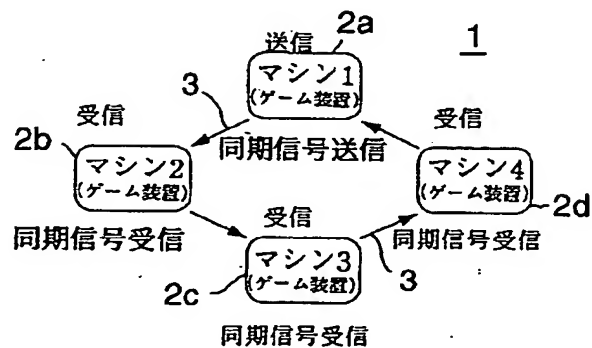 2a
1
送信
マシン1
(ゲーム装置)
3
受信
受信
2b
同期信号送信
マシン2
(ゲーム装置)
マシン4
(ゲーム装置)
2d
同期信号受信
受信
同期信号受信
マシン3
(ゲーム装置)
3
2c
同期信号受信